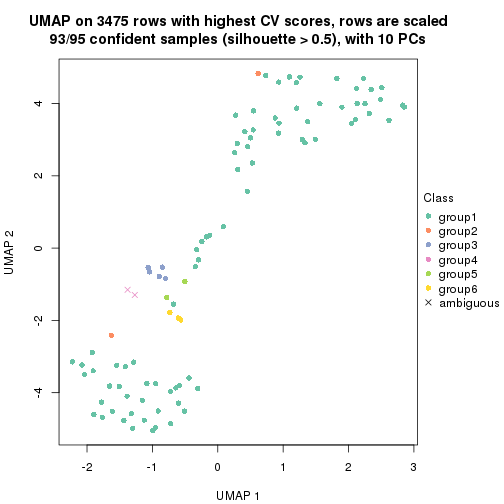 UMAP on 3475 rows with highest CV scores, rows are scaled
93/95 confident samples (silhouette > 0.5), with 10 PCs
4
2
0
-2
-4
UMAP 2
-2
-1
0
1
2
3
UMAP 1
Class
group1
group2
group3
group4
group5
group6
ambiguous